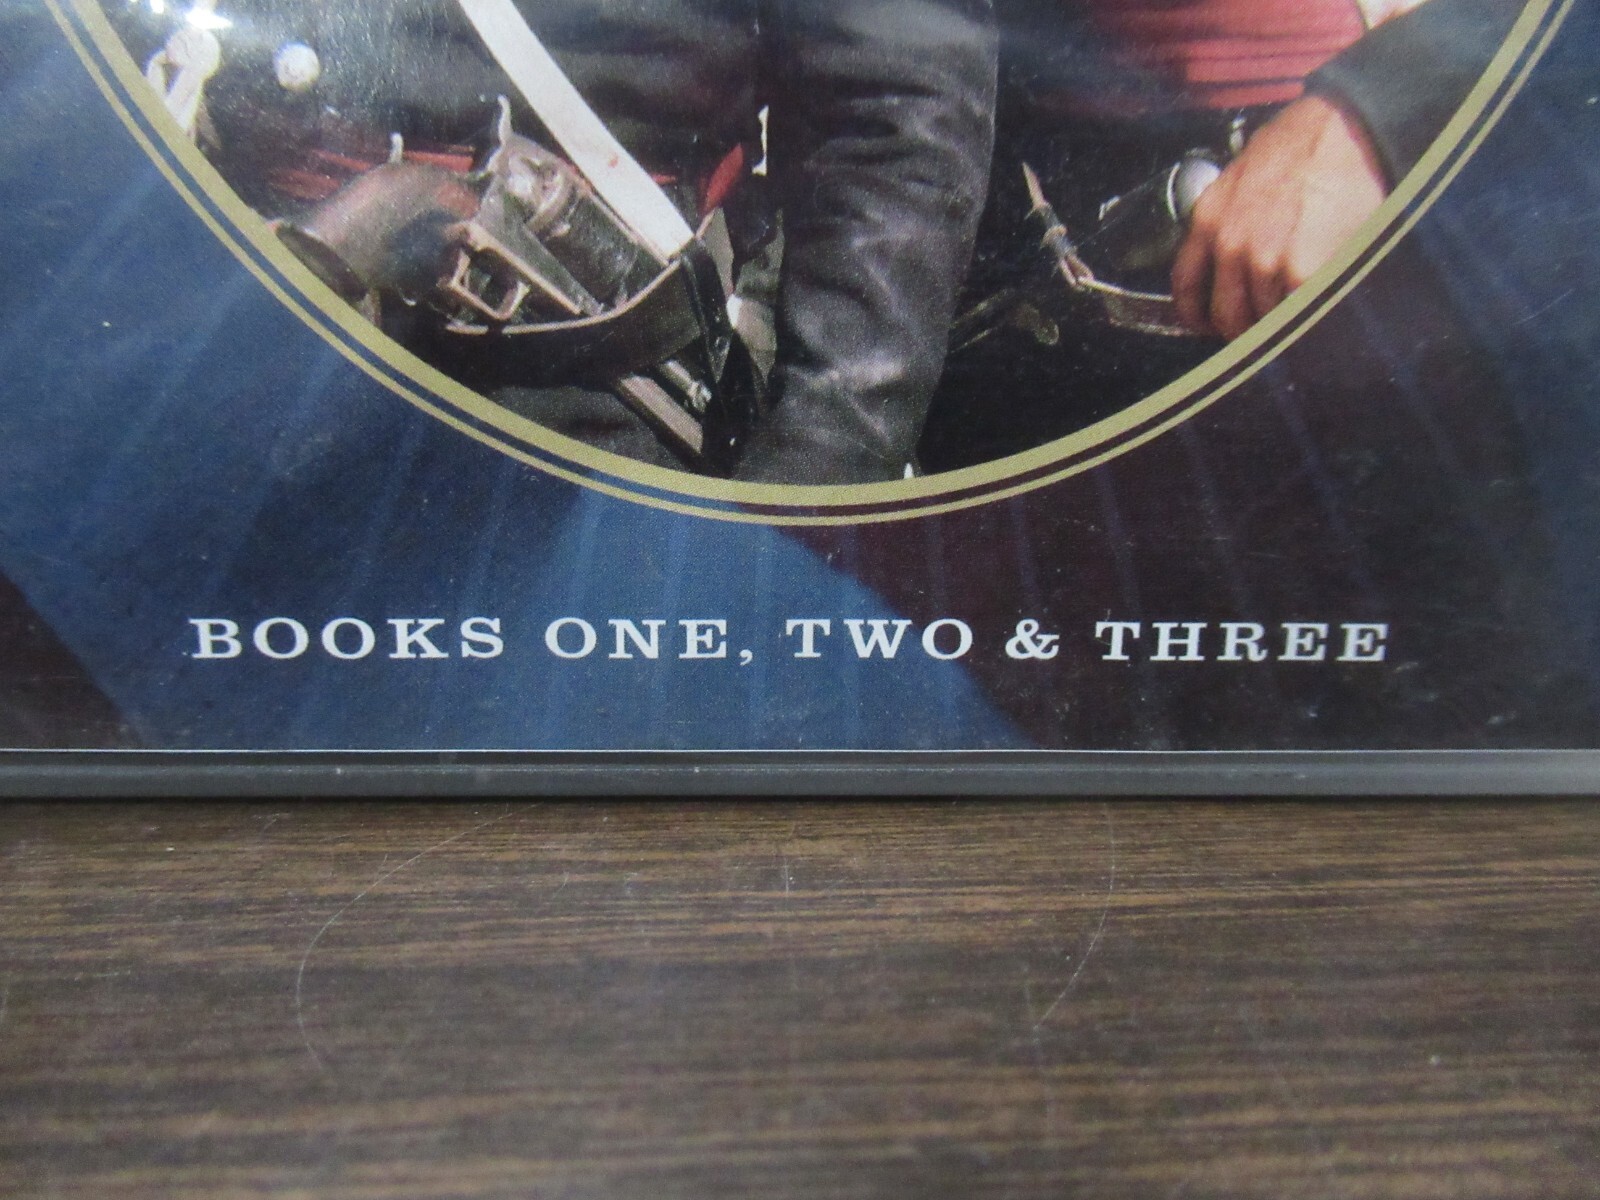 BOOKS ONE, TWO & THREE